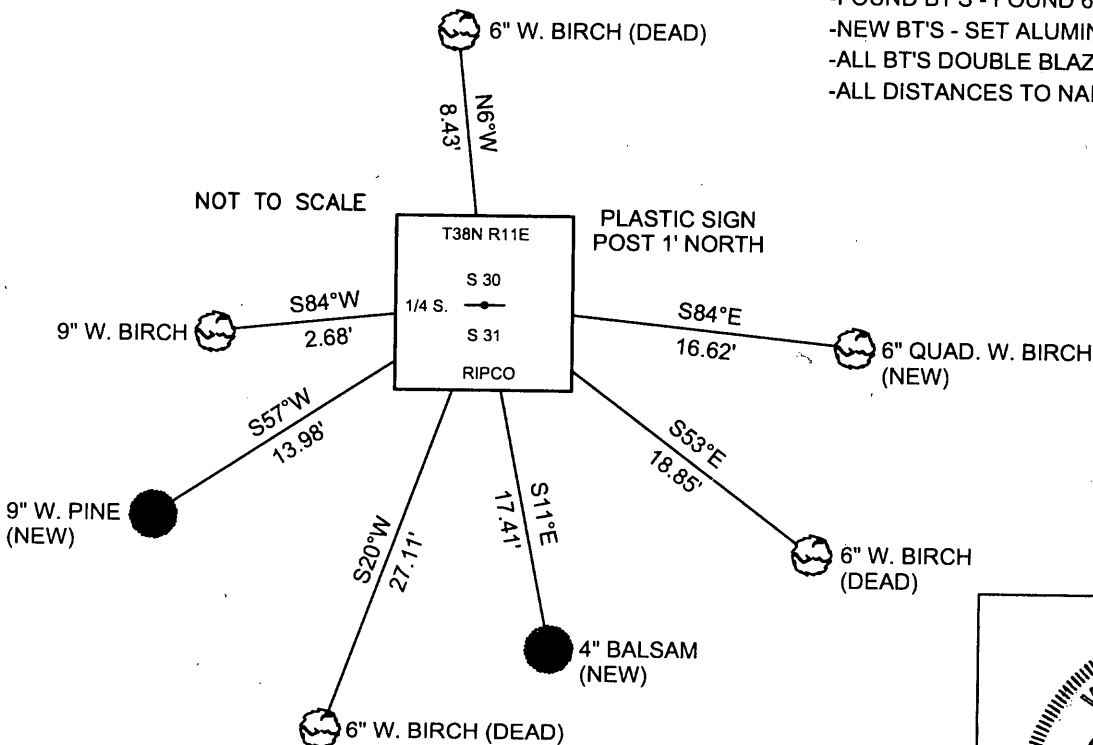 -FOUND BT'S - FOUND
-NEW BT'S - SET
-ALL BT'S DOUBLE
-ALL DISTANCES TO
6" W. BIRCH (DEAD)
N6°W
8.43'
NOT TO SCALE
PLASTIC SIGN
POST 1' NORTH
T38N R11E
S 30
1/4 S.
S 31
RIPCO
9" W. BIRCH
S84°W
2.68'
S84°E
16.62'
6" QUAD. W. BIRCH
(NEW)
S57°W
13.98'
9" W. PINE
(NEW)
S53°E
18.85'
6" W. BIRCH
(DEAD)
S20°W
27.11'
S11°E
17.41'
4" BALSAM
(NEW)
6" W. BIRCH (DEAD)